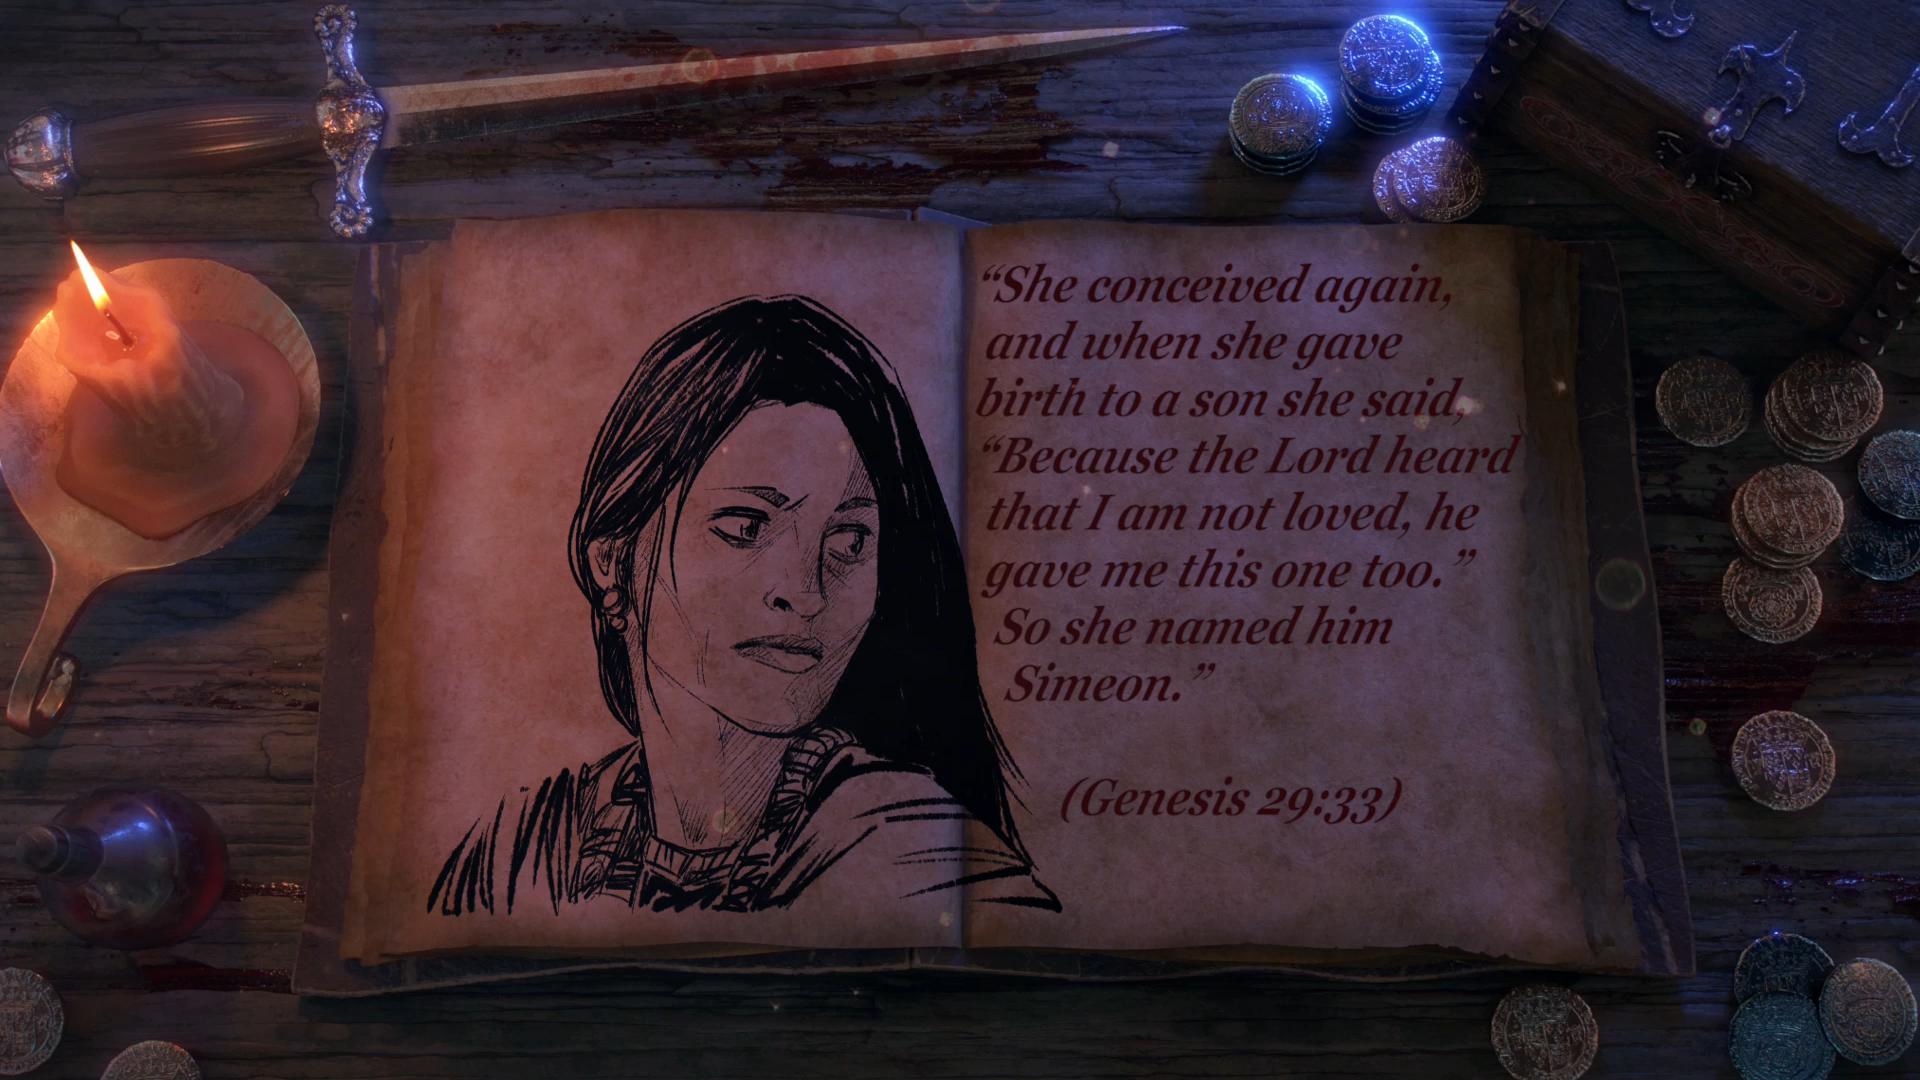 “She conceived again,
and when she gave
birth to a son she said,
“Because the Lord heard
that I am not loved, he
gave me this one too.”
So she named him
Simeon.”
(Genesis 29:33)